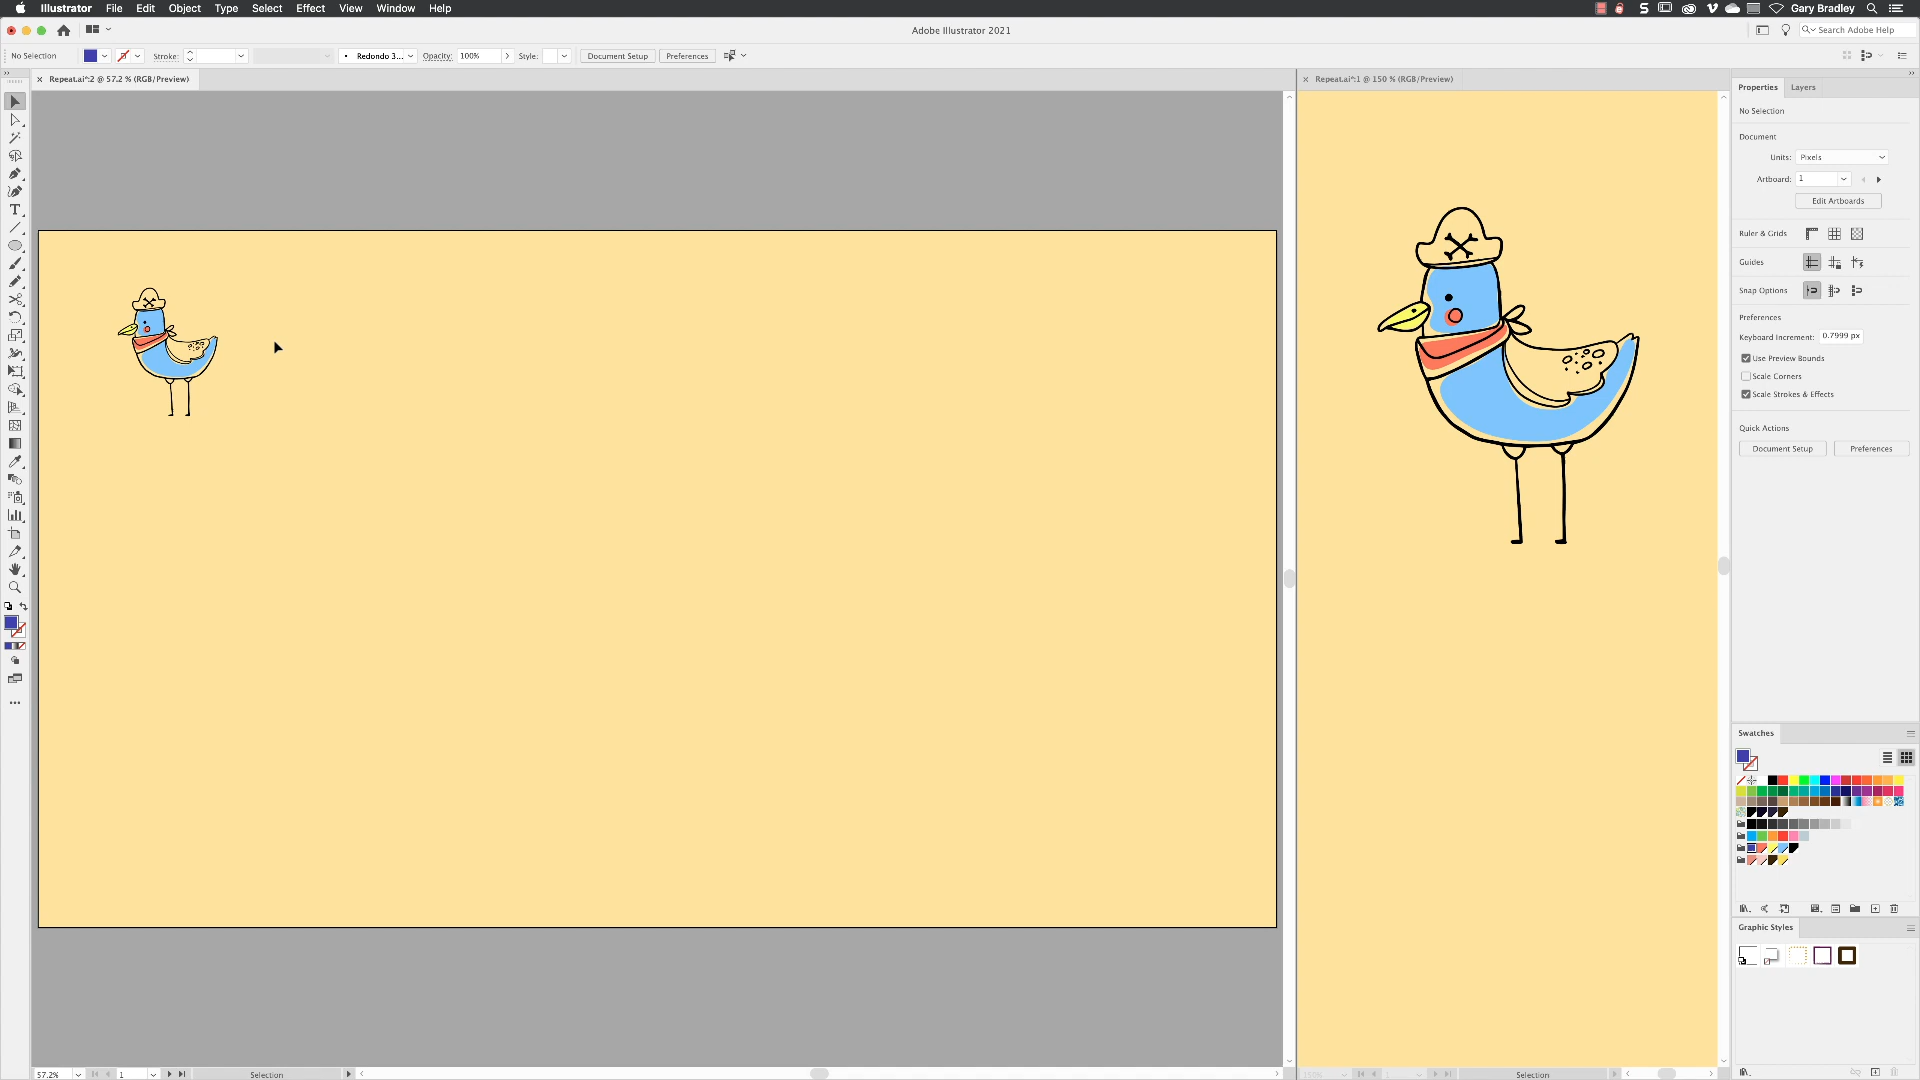 Illustrator File Edit Object Type Select Effect View Window Help
Gary Bradley
Adobe Illustrator 2021
Search Adobe Help
No Selection
Stroke:
Redondo 3...
Opacity: 100%
Style:
Document Setup
Preferences
Repeat.ai*:2 @ 57.2 % (RGB/Preview)
Repeat.ai*:1 @ 150 % (RGB/Preview)
Properties
Layers
No Selection
Document
Units: Pixels
Artboard: 1
Edit Artboards
Ruler & Grids
Guides
Snap Options
Preferences
Keyboard Increment: 0.7999 px
Use Preview Bounds
Scale Corners
Scale Strokes & Effects
Quick Actions
Document Setup
Preferences
Swatches
Graphic Styles
57.2%
1
Selection
150%
Selection